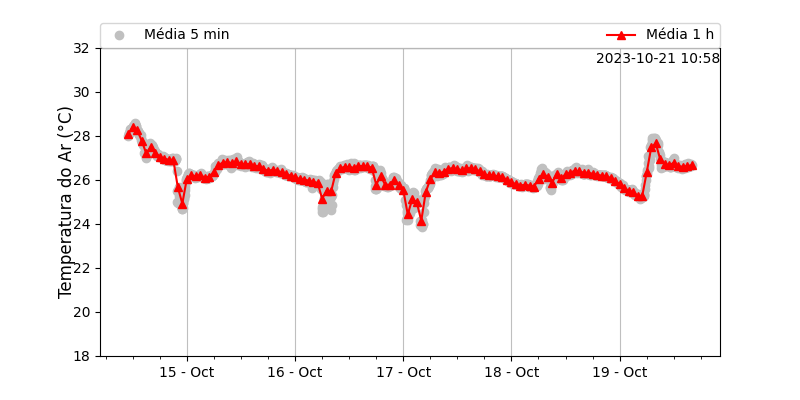 Média 5 min
Média 1 h
2023-10-21 10:58
Temperatura do Ar (°C)
32
30
28
26
24
22
20
18
15 - Oct
16 - Oct
17 - Oct
18 - Oct
19 - Oct